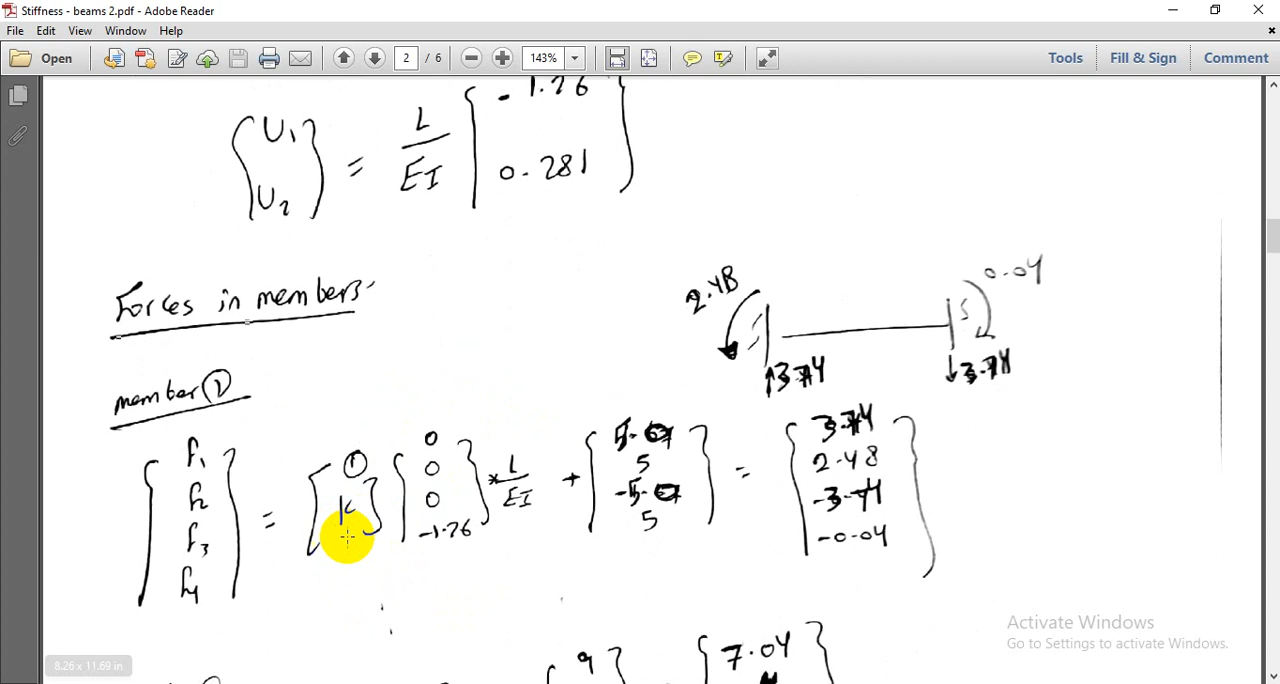 Stiffness - beams 2.pdf - Adobe Reader
File Edit View Window Help
Open 2 / 6 143% Tools Fill & Sign Comment
-1.26
U1 = L/EI
U2 0.281
Forces in members.
2.48 0.04
↑3.74 ↓3.74
member ①
f1 ① 0 3.74
f2 K 0 * L/EI + 5 = 2.48
f3 0 -3.74
f4 -1.26 5 -0.04
9 7.04
8.26 x 11.69 in
Activate Windows
Go to Settings to activate Windows.